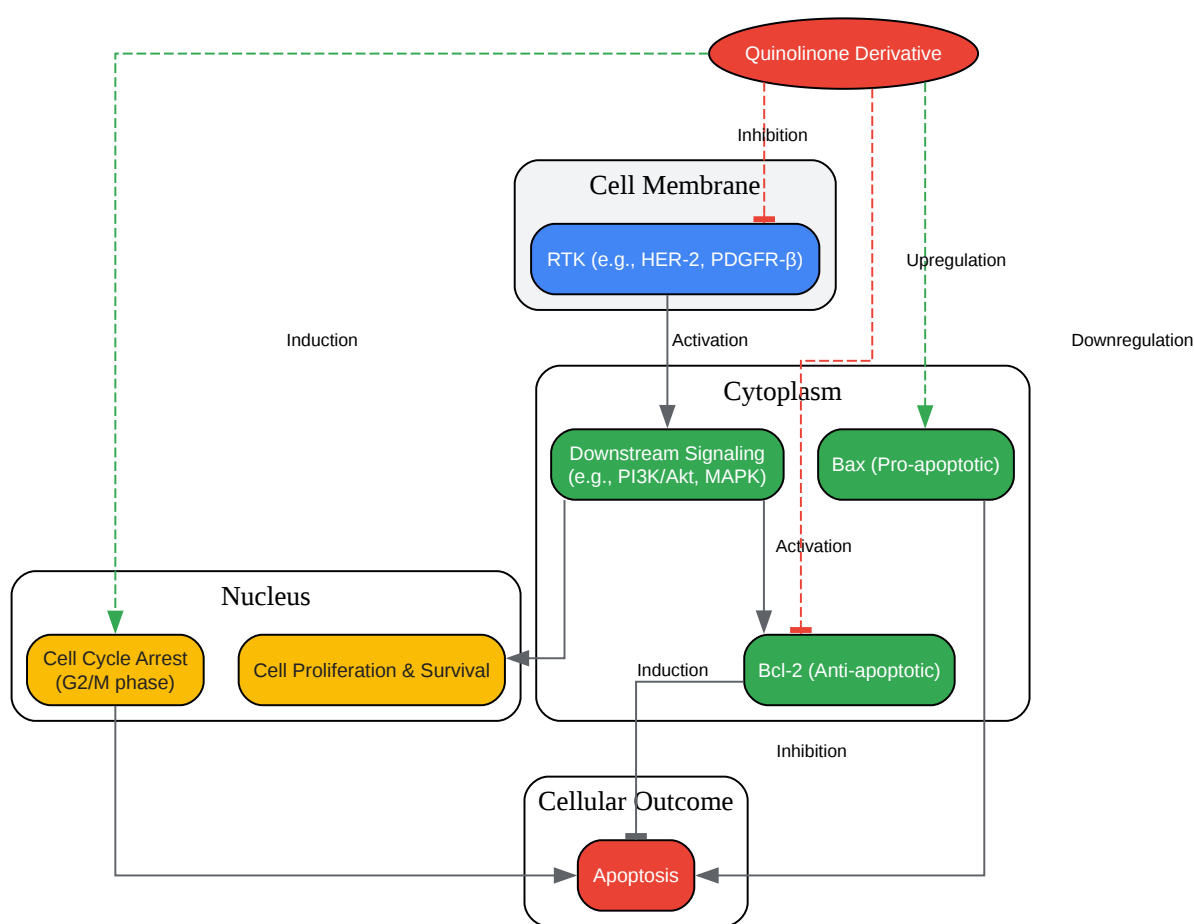 Quinolinone Derivative
Inhibition
Cell Membrane
RTK (e.g., HER-2, PDGFR-β)
Upregulation
Induction
Activation
Downregulation
Cytoplasm
Downstream Signaling
(e.g., PI3K/Akt, MAPK)
Bax (Pro-apoptotic)
Activation
Nucleus
Cell Cycle Arrest
(G2/M phase)
Cell Proliferation & Survival
Induction
Bcl-2 (Anti-apoptotic)
Inhibition
Cellular Outcome
Apoptosis